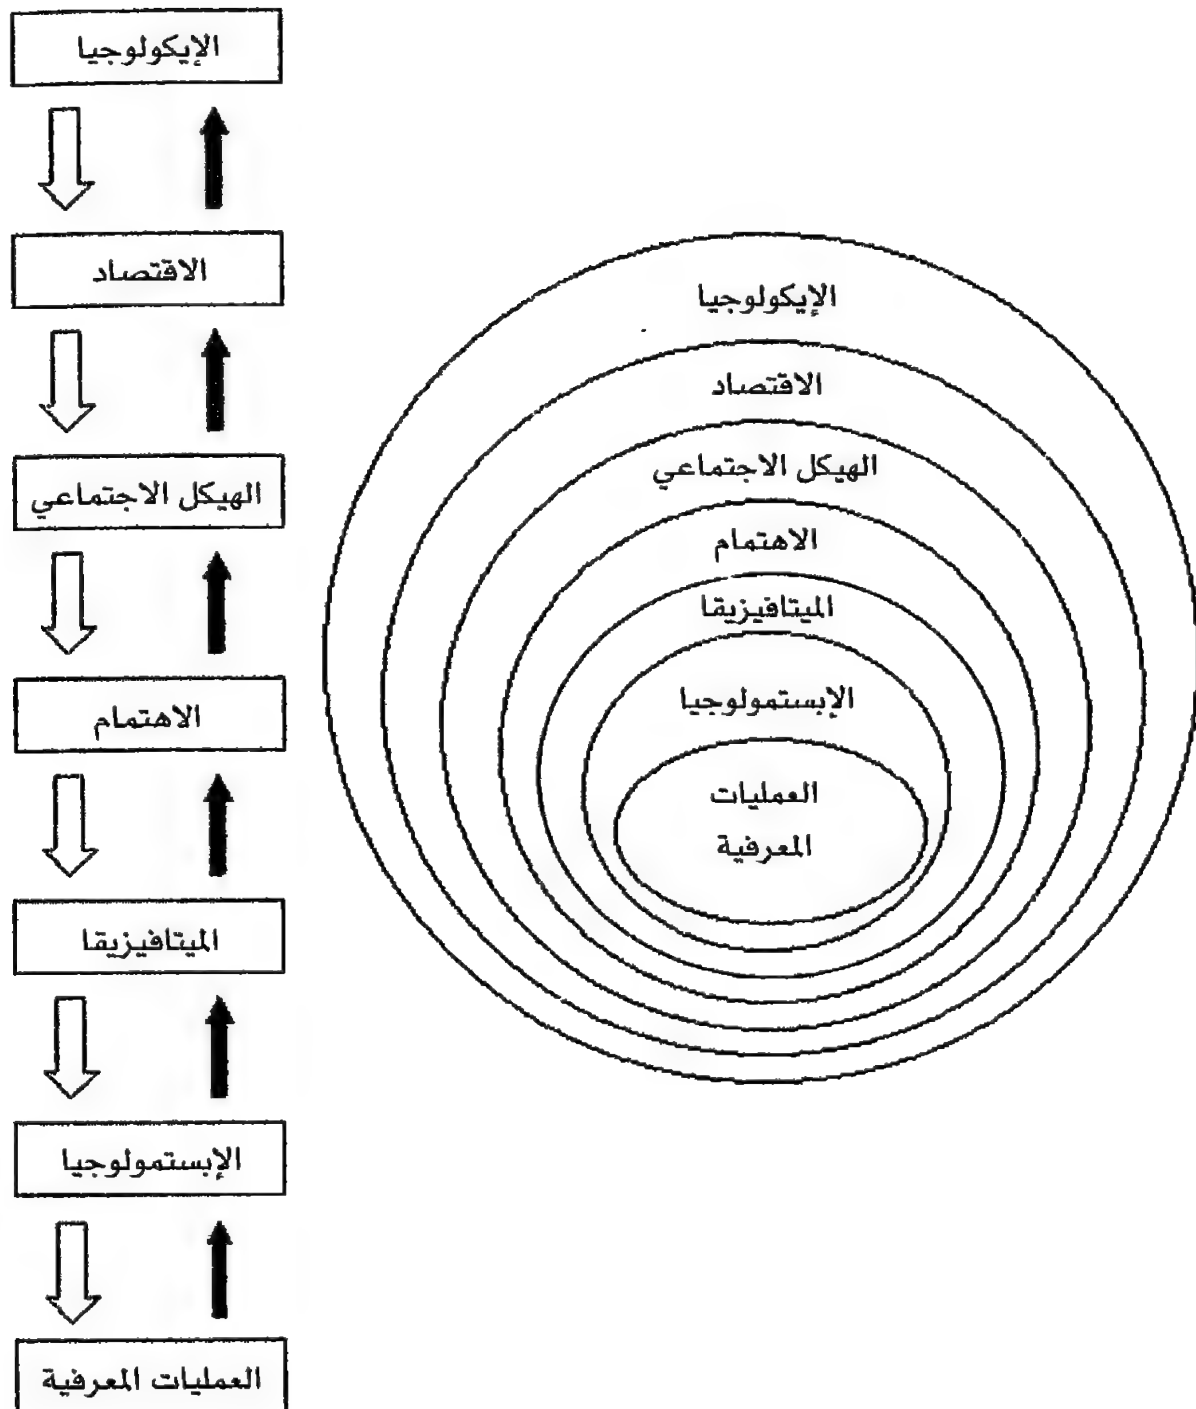 الإيكولوجيا
الاقتصاد
الهيكل الاجتماعي
الاهتمام
الميتافيزيقا
الإبستمولوجيا
العمليات المعرفية
الإيكولوجيا
الاقتصاد
الهيكل الاجتماعي
الاهتمام
الميتافيزيقا
الإبستمولوجيا
العمليات
المعرفية